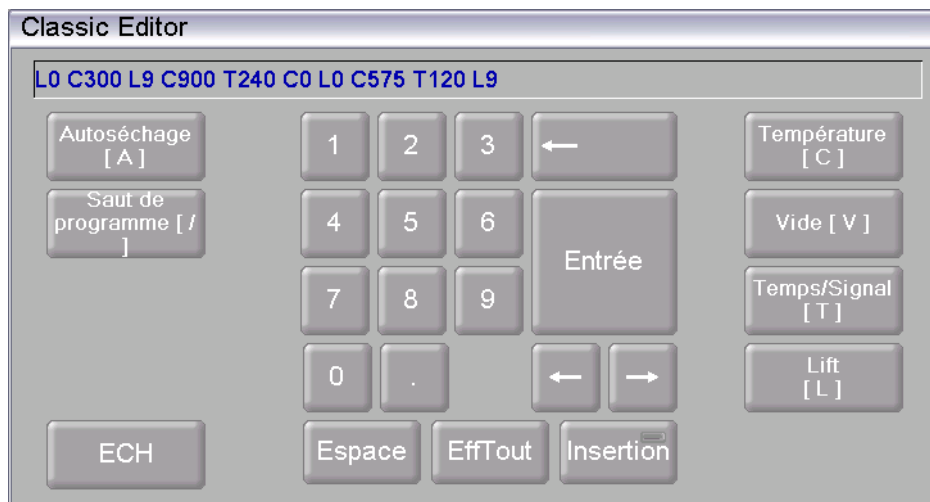 Classic Editor
L0 C300 L9 C900 T240 C0 L0 C575 T120 L9
Autoséchage
[ A ]
1
2
3
←
Température
[ C ]
Saut de
programme [ /
]
4
5
6
Entrée
Vide [ V ]
7
8
9
Temps/Signal
[ T ]
0
.
←
→
Lift
[ L ]
ECH
Espace
EffTout
Insertion